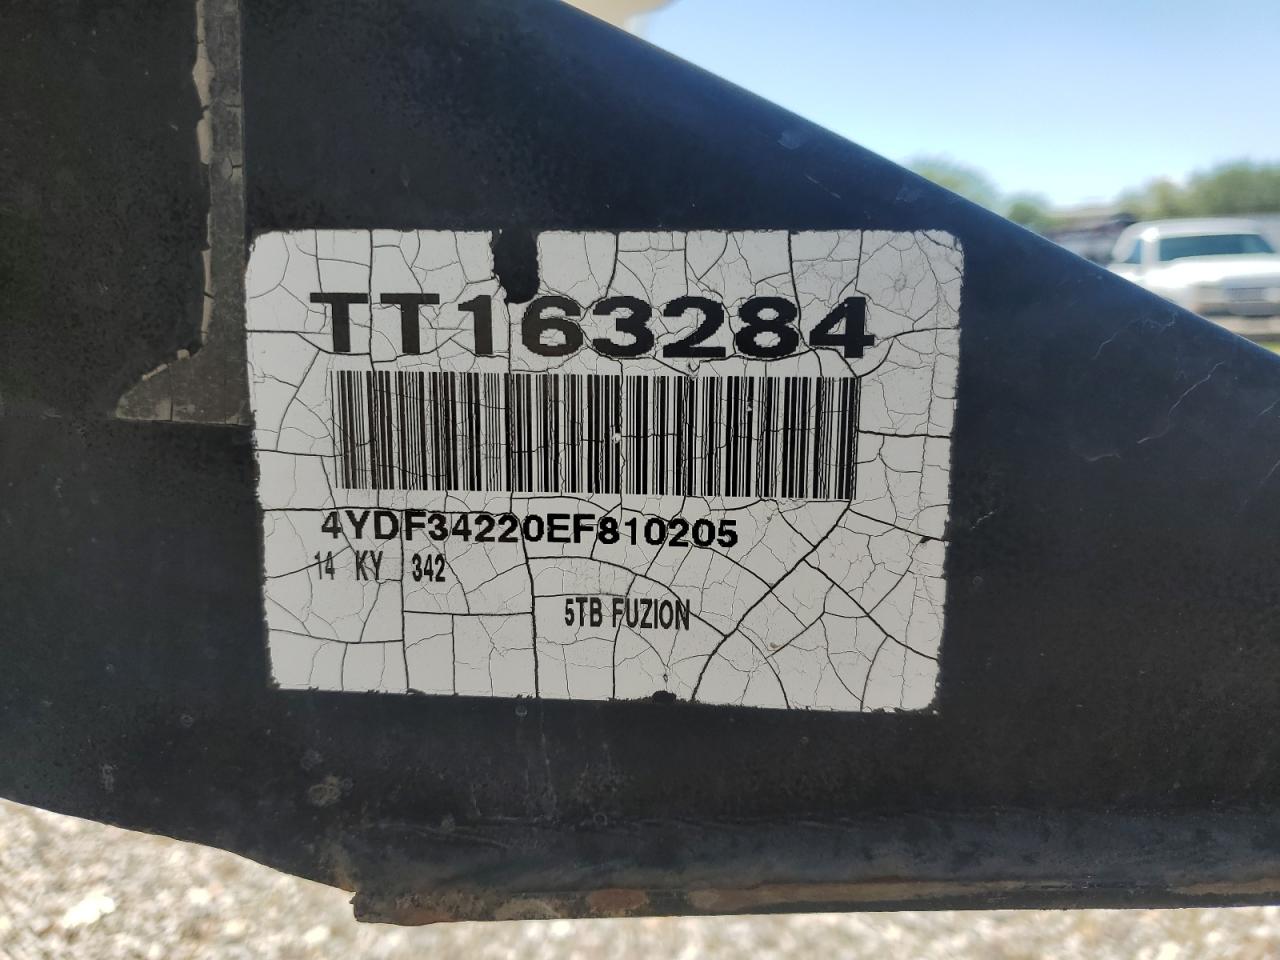 TT163284
4YDF34220EF810205
14 KY 342
5TB FUZION